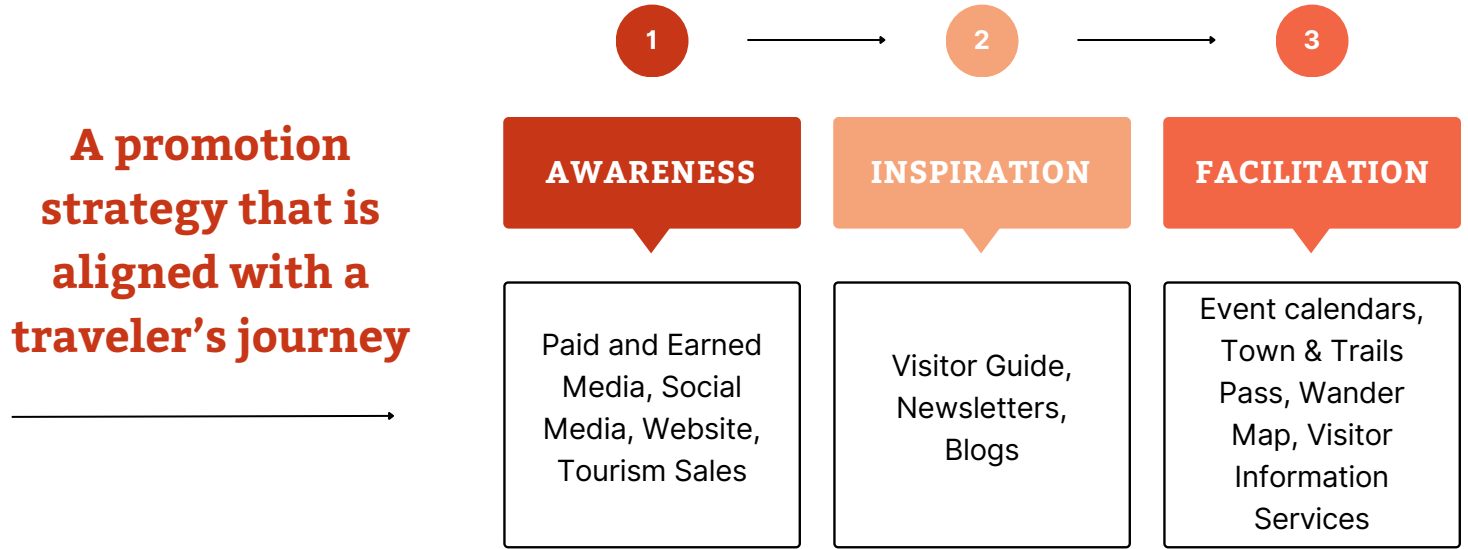 A promotion
strategy that is
aligned with a
traveler’s journey
1
2
3
AWARENESS
INSPIRATION
FACILITATION
Paid and Earned
Media, Social
Media, Website,
Tourism Sales
Visitor Guide,
Newsletters,
Blogs
Event calendars,
Town & Trails
Pass, Wander
Map, Visitor
Information
Services